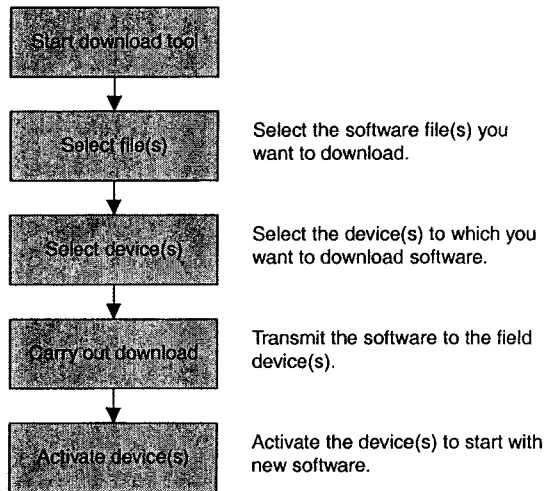 Start download tool
Select file(s)
Select the software file(s) you
want to download.
Select device(s)
Select the device(s) to which you
want to download software.
Carry out download
Transmit the software to the field
device(s).
Activate device(s)
Activate the device(s) to start with
new software.